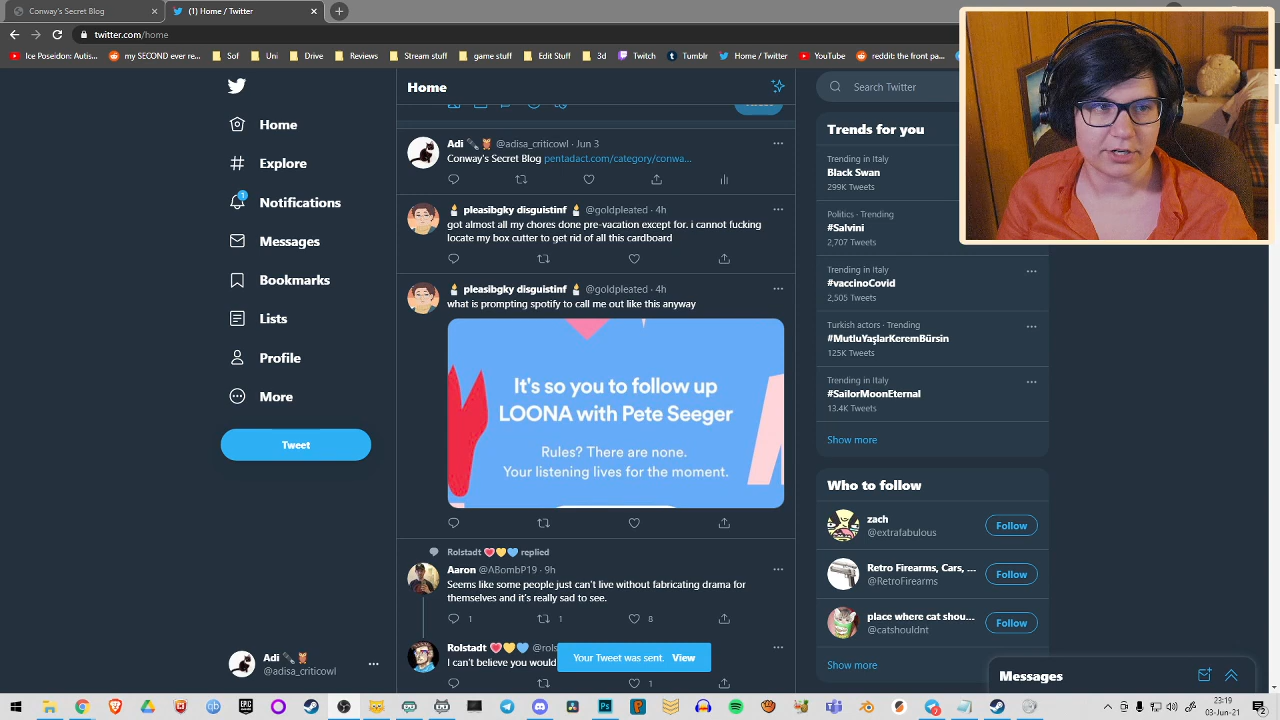 Conway's Secret Blog
(1) Home / Twitter
twitter.com/home
Ice Poseidon: Autis...
my SECOND ever r...
Sof
Uni
Drive
Reviews
Stream stuff
game stuff
Edit Stuff
3d
Twitch
Tumblr
Home / Twitter
YouTube
reddit: the front pa...
Home
Explore
1
Notifications
Messages
Bookmarks
Lists
Profile
More
Tweet
Adi
@adisa_criticowl
Home
Adi @adisa_criticowl · Jun 3
Conway's Secret Blog pentadact.com/category/conwa...
pleasibgky disguistinf @goldpleated · 4h
got almost all my chores done pre-vacation except for. i cannot fucking
locate my box cutter to get rid of all this cardboard
pleasibgky disguistinf @goldpleated · 4h
what is prompting spotify to call me out like this anyway
It's so you to follow up
LOONA with Pete Seeger
Rules? There are none.
Your listening lives for the moment.
Rolstadt replied
Aaron @ABombP19 · 9h
Seems like some people just can't live without fabricating drama for
themselves and it's really sad to see.
1 1 8
Rolstadt @rols
I can't believe you would
1
Your Tweet was sent. View
Search Twitter
Trends for you
Trending in Italy
Black Swan
299K Tweets
Politics · Trending
#Salvini
2,707 Tweets
Trending in Italy
#vaccinoCovid
2,505 Tweets
Turkish actors · Trending
#MutluYaşlarKeremBürsin
125K Tweets
Trending in Italy
#SailorMoonEternal
13.4K Tweets
Show more
Who to follow
zach
@extrafabulous
Follow
Retro Firearms, Cars, ...
@RetroFirearms
Follow
place where cat shou...
@catshouldnt
Follow
Show more
Messages
23:19
03-Jun-21